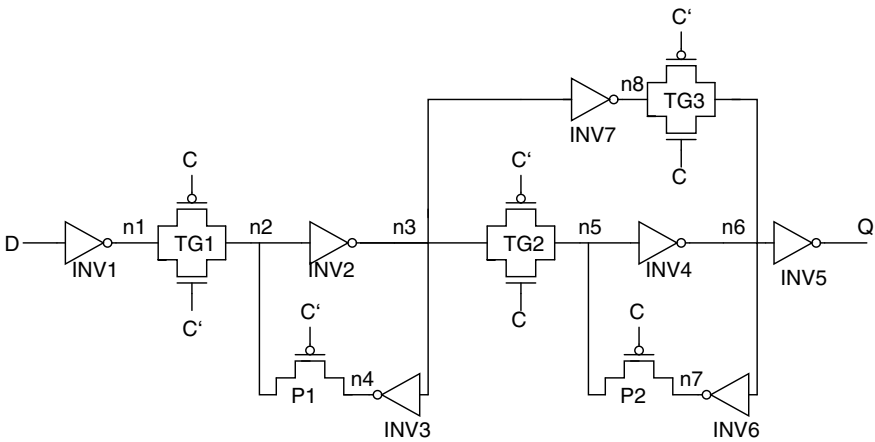 C‘
n8
TG3
INV7
C
C
C‘
D
n1
TG1
n2
n3
TG2
n5
n6
Q
INV1
INV2
INV4
INV5
C‘
C‘
C
C
n4
n7
P1
P2
INV3
INV6